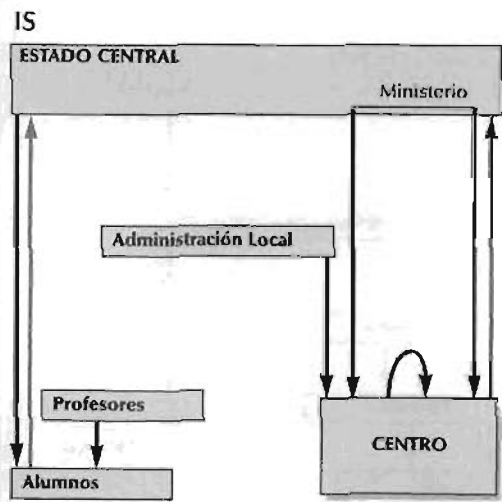 IS
ESTADO CENTRAL
Ministerio
Administración Local
Profesores
CENTRO
Alumnos